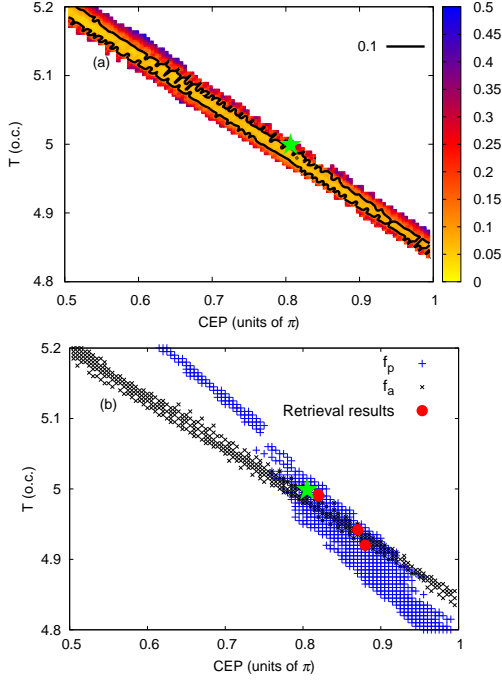 5.2
5.1
5
4.9
4.8
T (o.c.)
(a)
0.1
0.5
0.45
0.4
0.35
0.3
0.25
0.2
0.15
0.1
0.05
0
0.5 0.6 0.7 0.8 0.9 1
CEP (units of π)
5.2
5.1
5
4.9
4.8
T (o.c.)
(b)
f_p
f_a
Retrieval results
0.5 0.6 0.7 0.8 0.9 1
CEP (units of π)